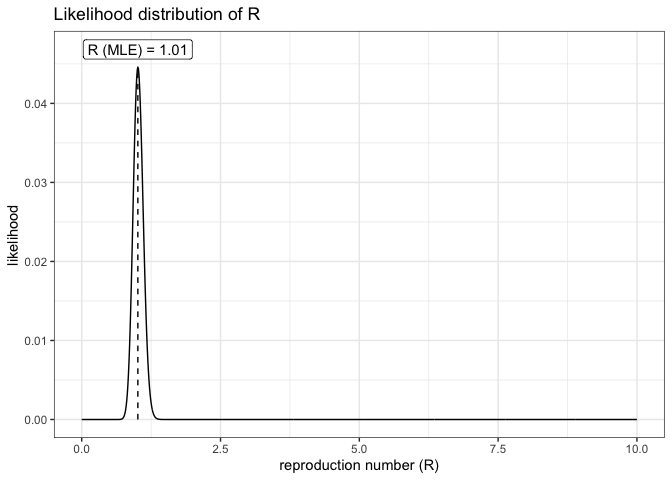 Likelihood distribution of R
R (MLE) = 1.01
0.04
0.03
0.02
0.01
0.00
likelihood
0.0 2.5 5.0 7.5 10.0
reproduction number (R)